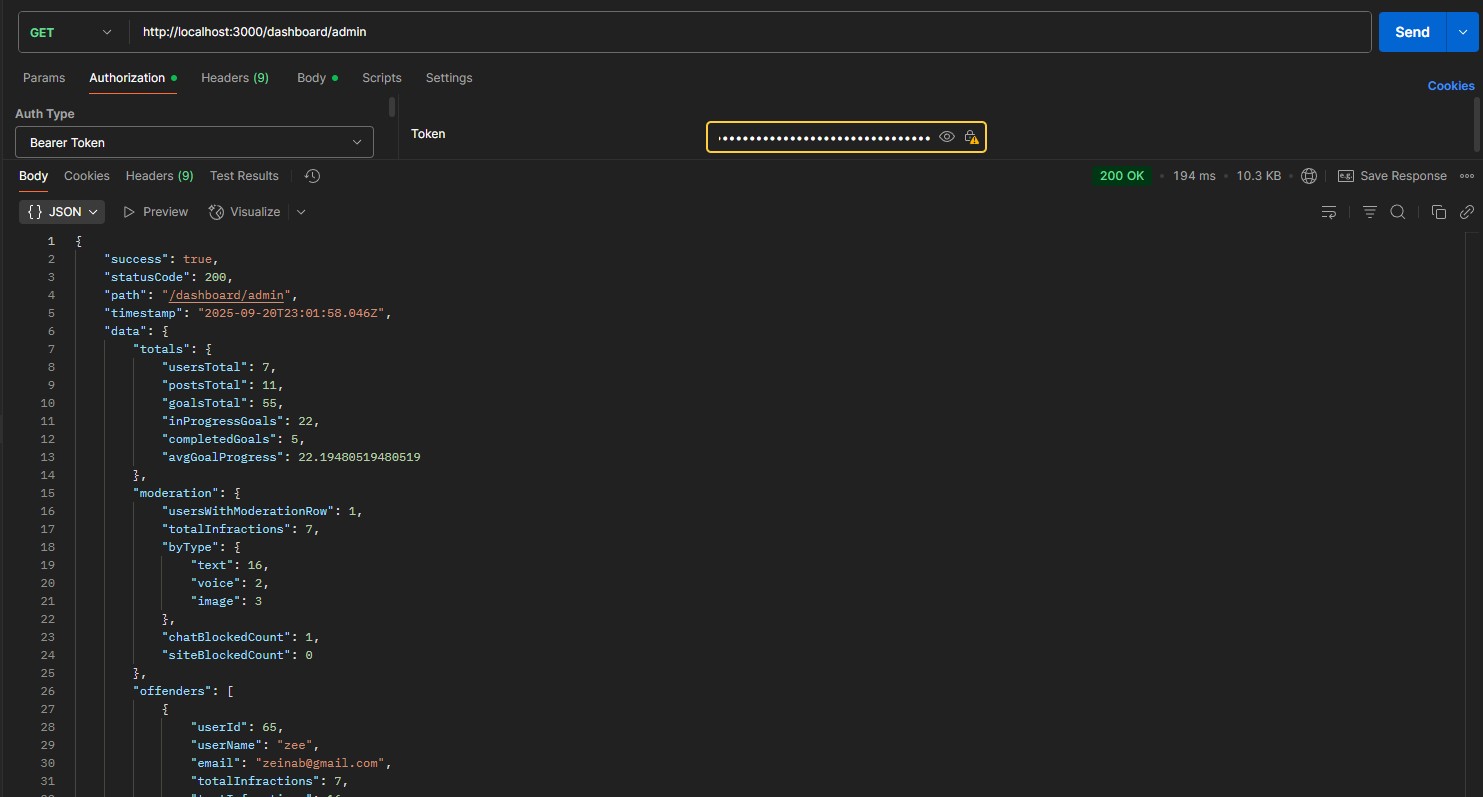 GET http://localhost:3000/dashboard/admin Send
Params Authorization Headers (9) Body Scripts Settings
Cookies
Auth Type
Bearer Token
Token
Body Cookies Headers (9) Test Results 200 OK 194 ms 10.3 KB Save Response
{} JSON Preview Visualize
1 {
2 "success": true,
3 "statusCode": 200,
4 "path": "/dashboard/admin",
5 "timestamp": "2025-09-20T23:01:58.046Z",
6 "data": {
7 "totals": {
8 "usersTotal": 7,
9 "postsTotal": 11,
10 "goalsTotal": 55,
11 "inProgressGoals": 22,
12 "completedGoals": 5,
13 "avgGoalProgress": 22.19480519480519
14 },
15 "moderation": {
16 "usersWithModerationRow": 1,
17 "totalInfractions": 7,
18 "byType": {
19 "text": 16,
20 "voice": 2,
21 "image": 3
22 },
23 "chatBlockedCount": 1,
24 "siteBlockedCount": 0
25 },
26 "offenders": [
27 {
28 "userId": 65,
29 "userName": "zee",
30 "email": "zeinab@gmail.com",
31 "totalInfractions": 7,